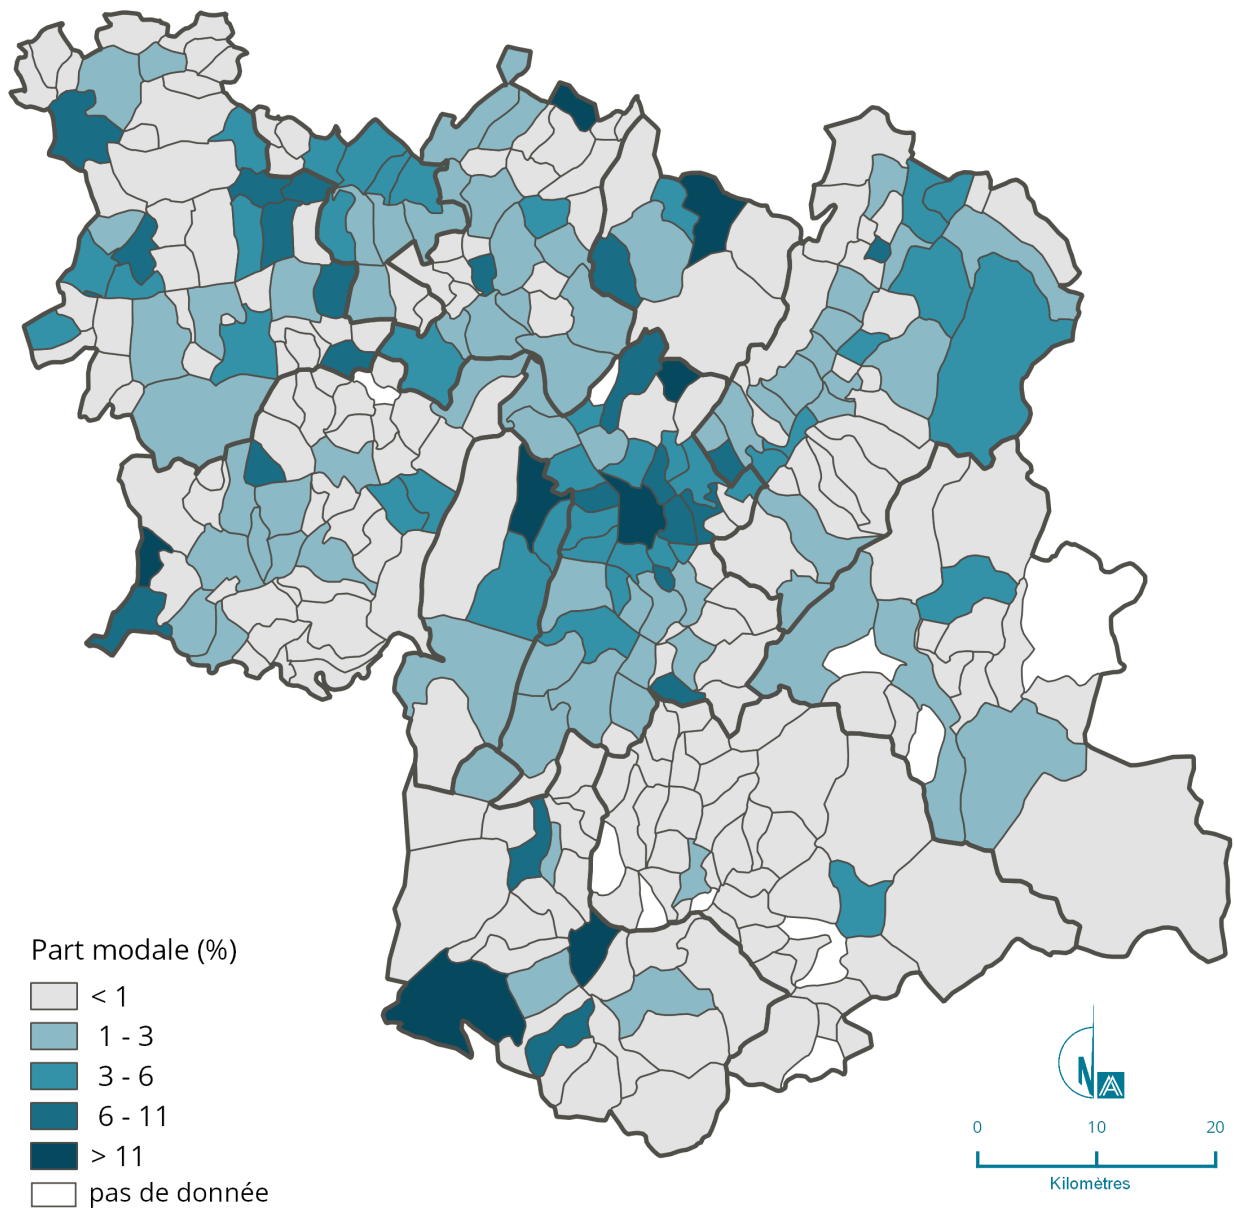 Part modale (%)
< 1
1 - 3
3 - 6
6 - 11
> 11
pas de donnée
N
0 10 20
Kilomètres